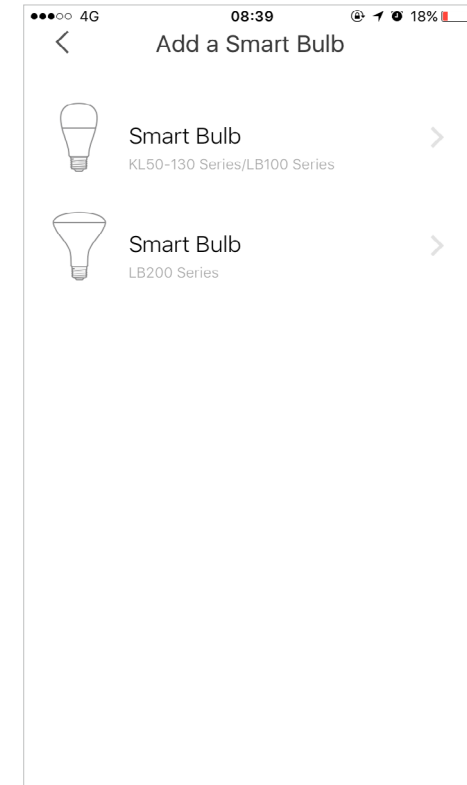 4G 08:39 18%
Add a Smart Bulb
Smart Bulb
KL50-130 Series/LB100 Series
Smart Bulb
LB200 Series